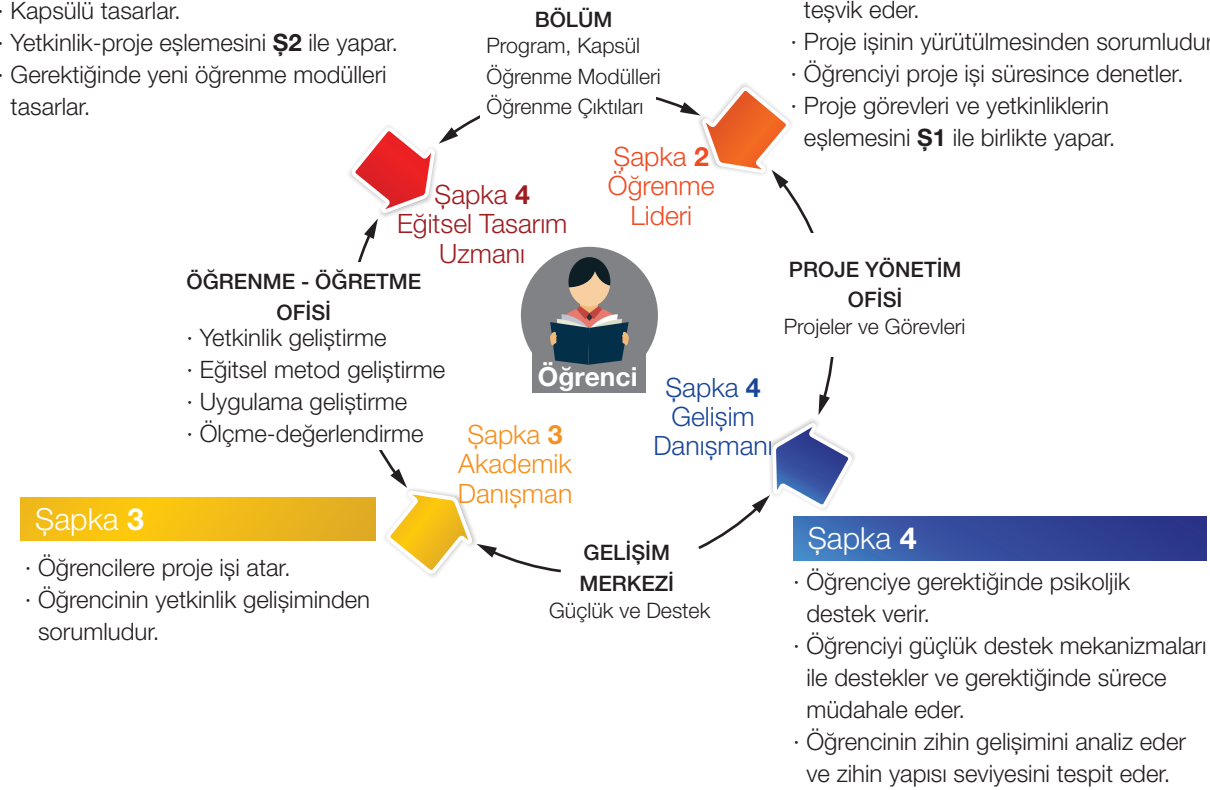 · Kapsülü tasarlar.
· Yetkinlik-proje eşlemesini Ş2 ile yapar.
· Gerektiğinde yeni öğrenme modülleri
tasarlar.
BÖLÜM
Program, Kapsül
Öğrenme Modülleri
Öğrenme Çıktıları
teşvik eder.
· Proje işinin yürütülmesinden sorumludur
· Öğrenciyi proje işi süresince denetler.
· Proje görevleri ve yetkinliklerin
eşlemesini Ş1 ile birlikte yapar.
Şapka 4
Eğitsel Tasarım
Uzmanı
Şapka 2
Öğrenme
Lideri
ÖĞRENME - ÖĞRETME
OFİSİ
· Yetkinlik geliştirme
· Eğitsel metod geliştirme
· Uygulama geliştirme
· Ölçme-değerlendirme
Öğrenci
PROJE YÖNETİM
OFİSİ
Projeler ve Görevleri
Şapka 3
Akademik
Danışman
Şapka 4
Gelişim
Danışmanı
Şapka 3
· Öğrencilere proje işi atar.
· Öğrencinin yetkinlik gelişiminden
sorumludur.
GELİŞİM
MERKEZİ
Güçlük ve Destek
Şapka 4
· Öğrenciye gerektiğinde psikoljik
destek verir.
· Öğrenciyi güçlük destek mekanizmaları
ile destekler ve gerektiğinde sürece
müdahale eder.
· Öğrencinin zihin gelişimini analiz eder
ve zihin yapısı seviyesini tespit eder.